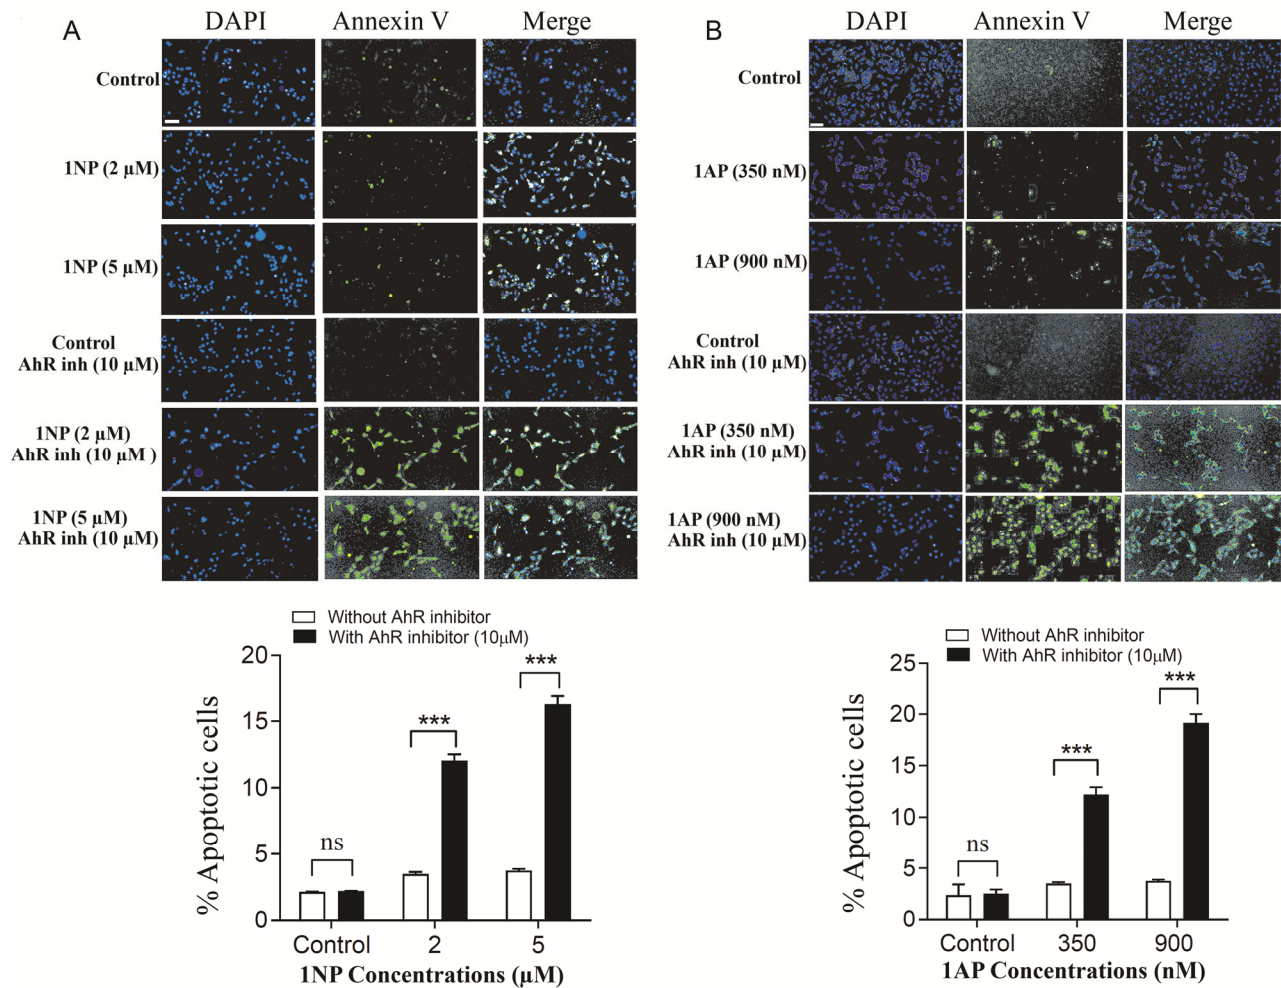 A
DAPI Annexin V Merge
Control
1NP (2 µM)
1NP (5 µM)
Control
AhR inh (10 µM)
1NP (2 µM)
AhR inh (10 µM )
1NP (5 µM)
AhR inh (10 µM)
Without AhR inhibitor
With AhR inhibitor (10µM)
% Apoptotic cells
20
15
10
5
0
ns
***
***
Control 2 5
1NP Concentrations (µM)
B
DAPI Annexin V Merge
Control
1AP (350 nM)
1AP (900 nM)
Control
AhR inh (10 µM)
1AP (350 nM)
AhR inh (10 µM)
1AP (900 nM)
AhR inh (10 µM)
Without AhR inhibitor
With AhR inhibitor (10µM)
% Apoptotic cells
25
20
15
10
5
0
ns
***
***
Control 350 900
1AP Concentrations (nM)